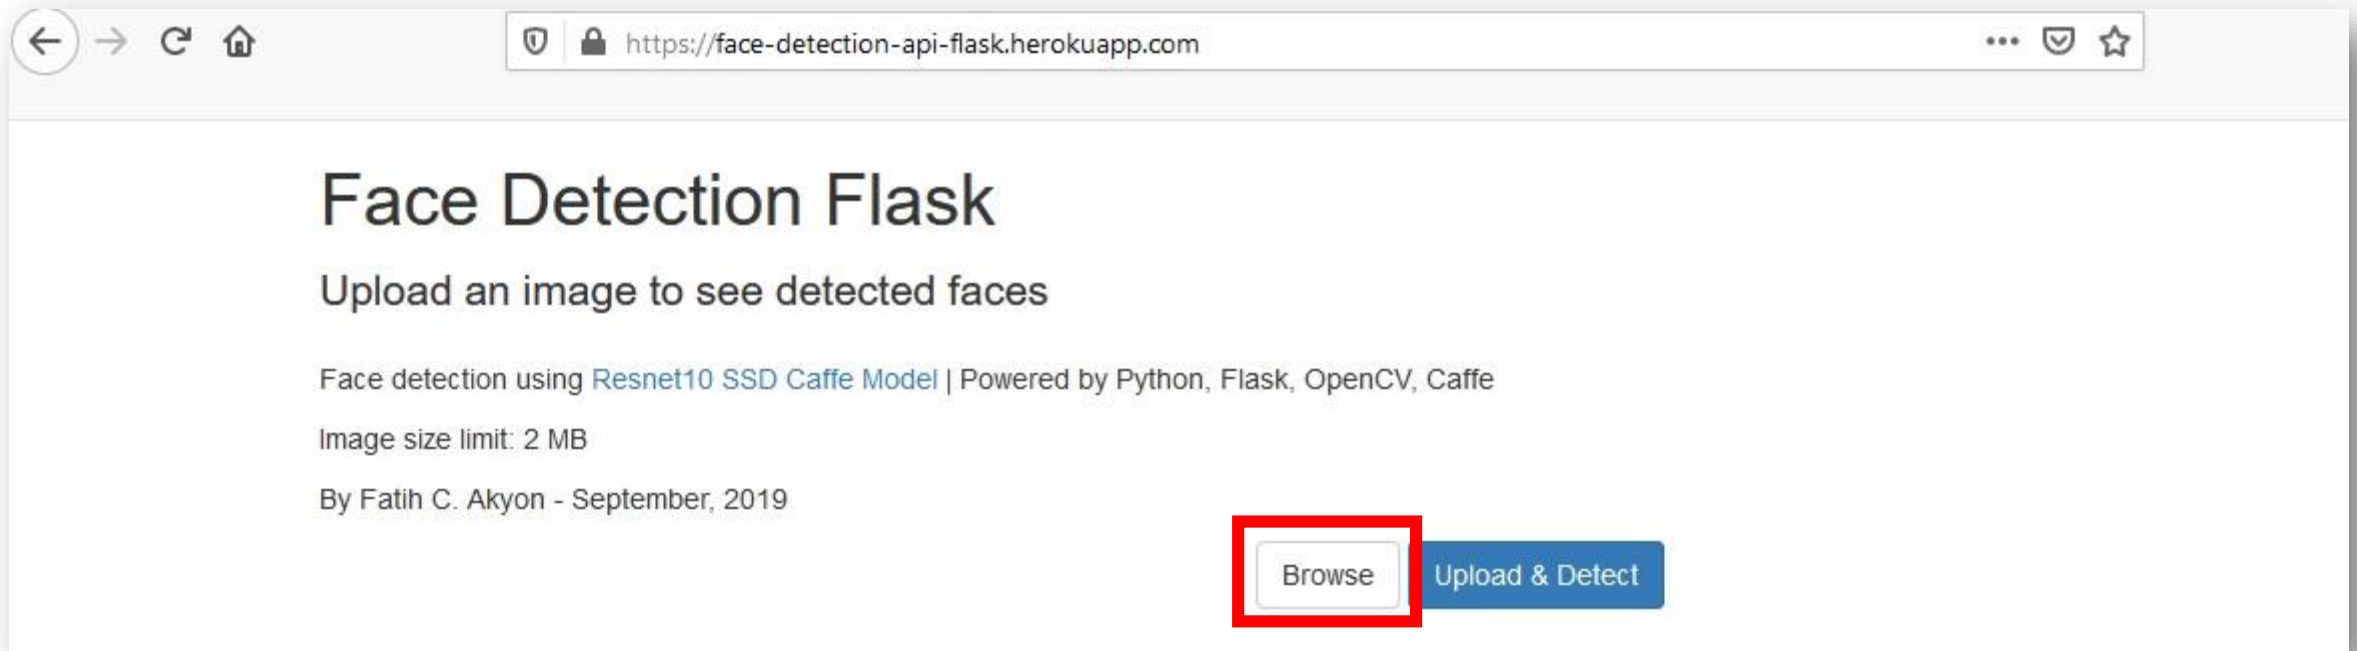 https://face-detection-api-flask.herokuapp.com
Face Detection Flask
Upload an image to see detected faces
Face detection using Resnet10 SSD Caffe Model | Powered by Python, Flask, OpenCV, Caffe
Image size limit: 2 MB
By Fatih C. Akyon - September, 2019
Browse Upload & Detect